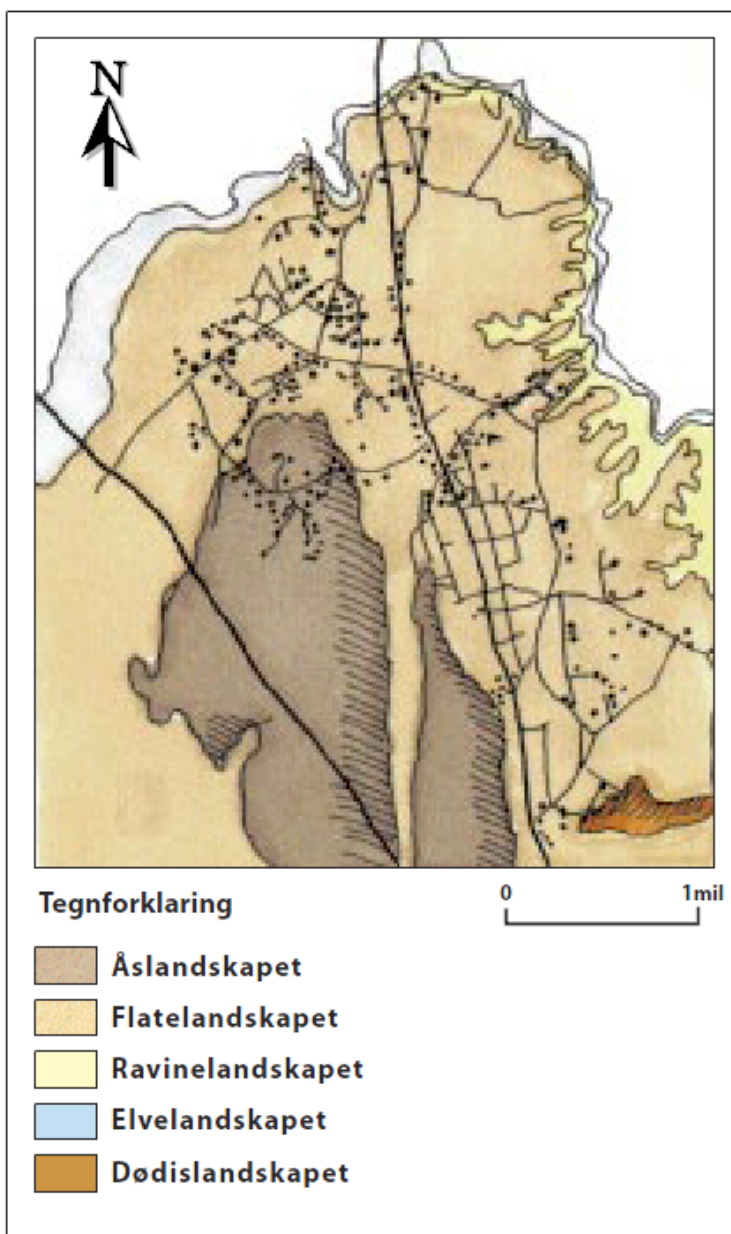 N
Tegnforklaring
0 1mil
Åslandskapet
Flatelandskapet
Ravinelandskapet
Elvelandskapet
Dødislandskapet